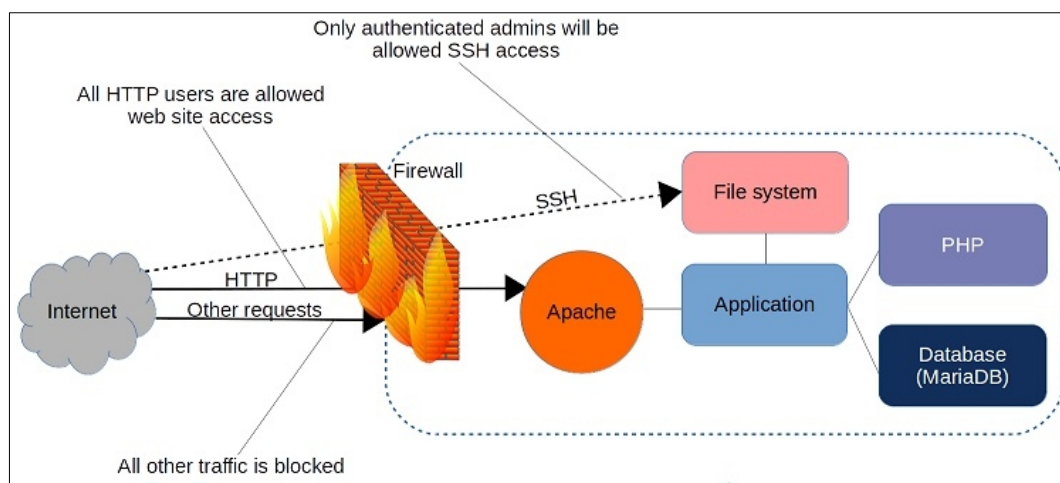 Only authenticated admins will be
allowed SSH access
All HTTP users are allowed
web site access
Firewall
SSH
File system
PHP
HTTP
Internet
Other requests
Apache
Application
Database
(MariaDB)
All other traffic is blocked